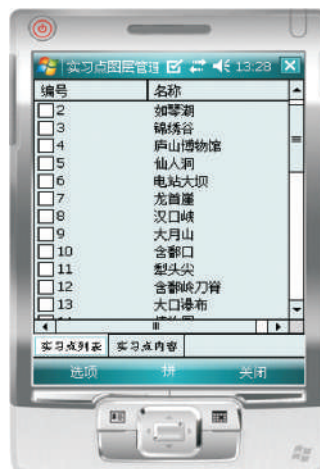 实习点图层管理 13:28
编号 名称
2 如琴湖
3 锦绣谷
4 庐山博物馆
5 仙人洞
6 电站大坝
7 龙首崖
8 汉口峡
9 大月山
10 含鄱口
11 犁头尖
12 含鄱岭刀脊
13 大口瀑布
实习点列表 实习点内容
选项 拼 关闭